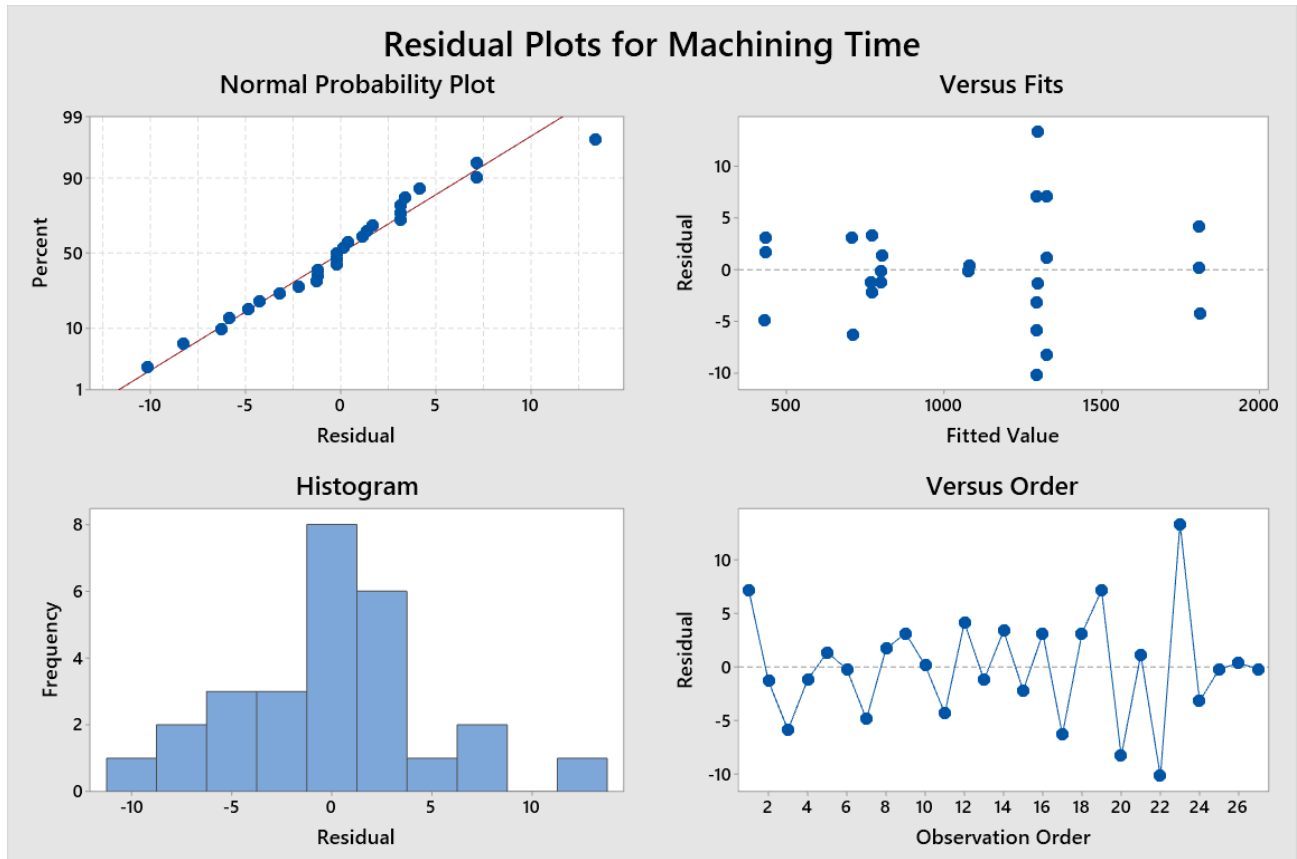 Residual Plots for Machining Time
Normal Probability Plot
99
90
50
10
1
Percent
-10 -5 0 5 10
Residual
Versus Fits
10
5
0
-5
-10
Residual
500 1000 1500 2000
Fitted Value
Histogram
8
6
4
2
0
Frequency
-10 -5 0 5 10
Residual
Versus Order
10
5
0
-5
-10
Residual
2 4 6 8 10 12 14 16 18 20 22 24 26
Observation Order